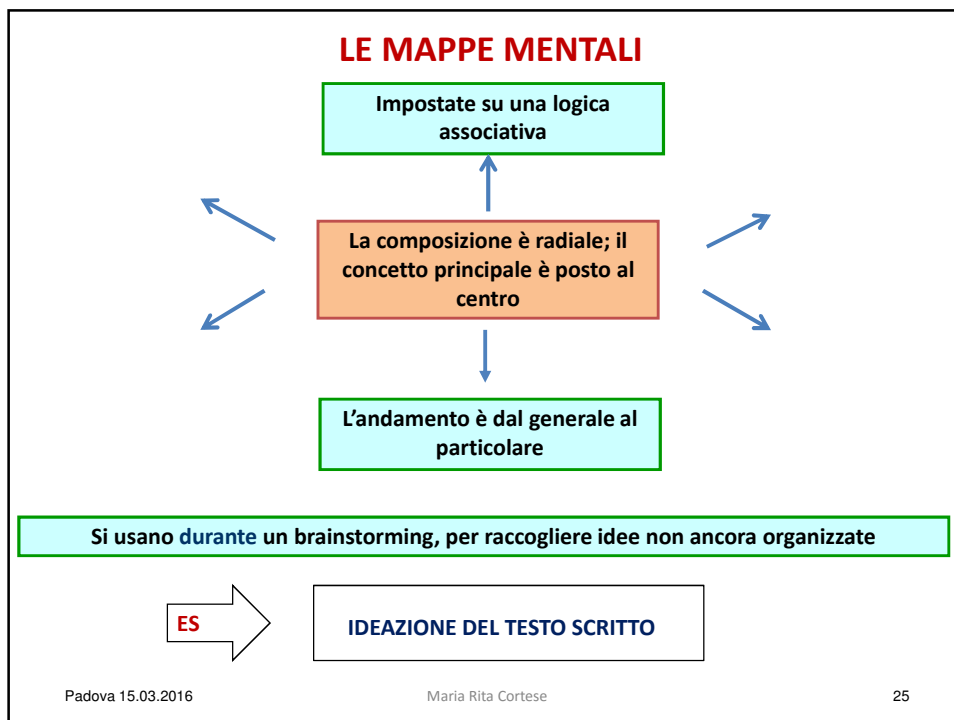 LE MAPPE MENTALI
Impostate su una logica
associativa
La composizione è radiale; il
concetto principale è posto al
centro
L'andamento è dal generale al
particolare
Si usano durante un brainstorming, per raccogliere idee non ancora organizzate
ES
IDEAZIONE DEL TESTO SCRITTO
Padova 15.03.2016
Maria Rita Cortese
25